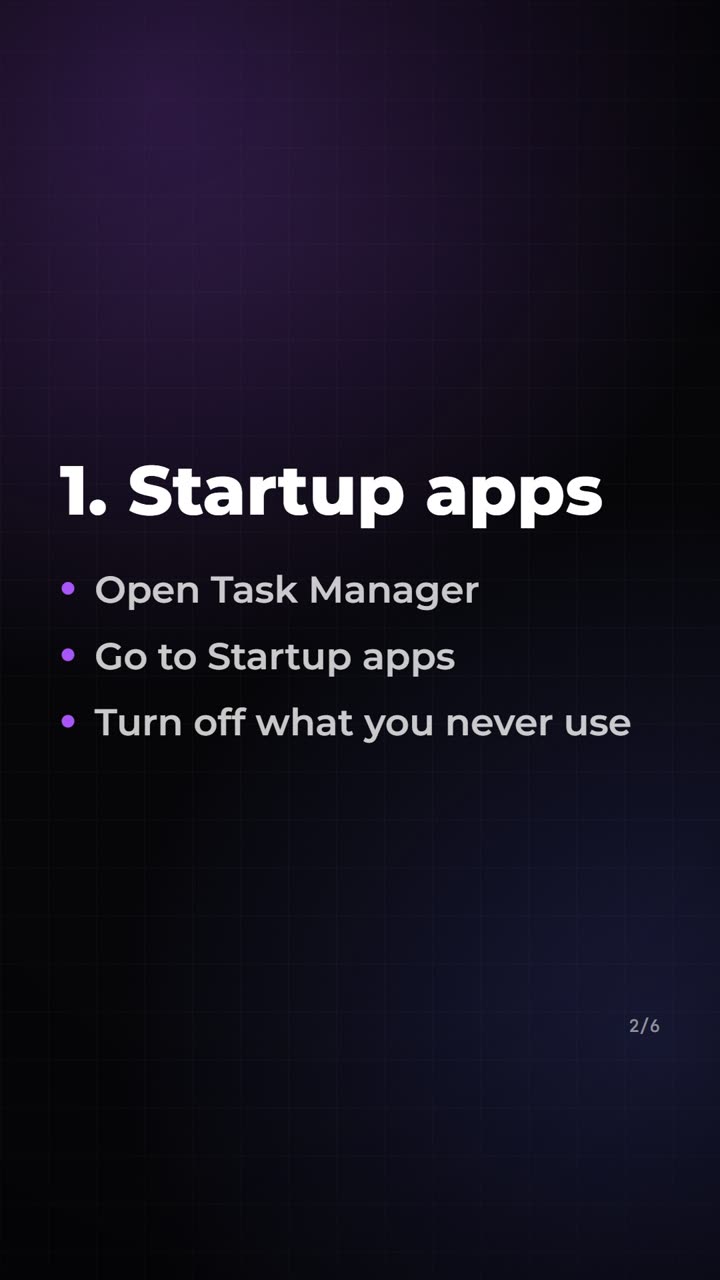 1. Startup apps
• Open Task Manager
• Go to Startup apps
• Turn off what you never use
2/6